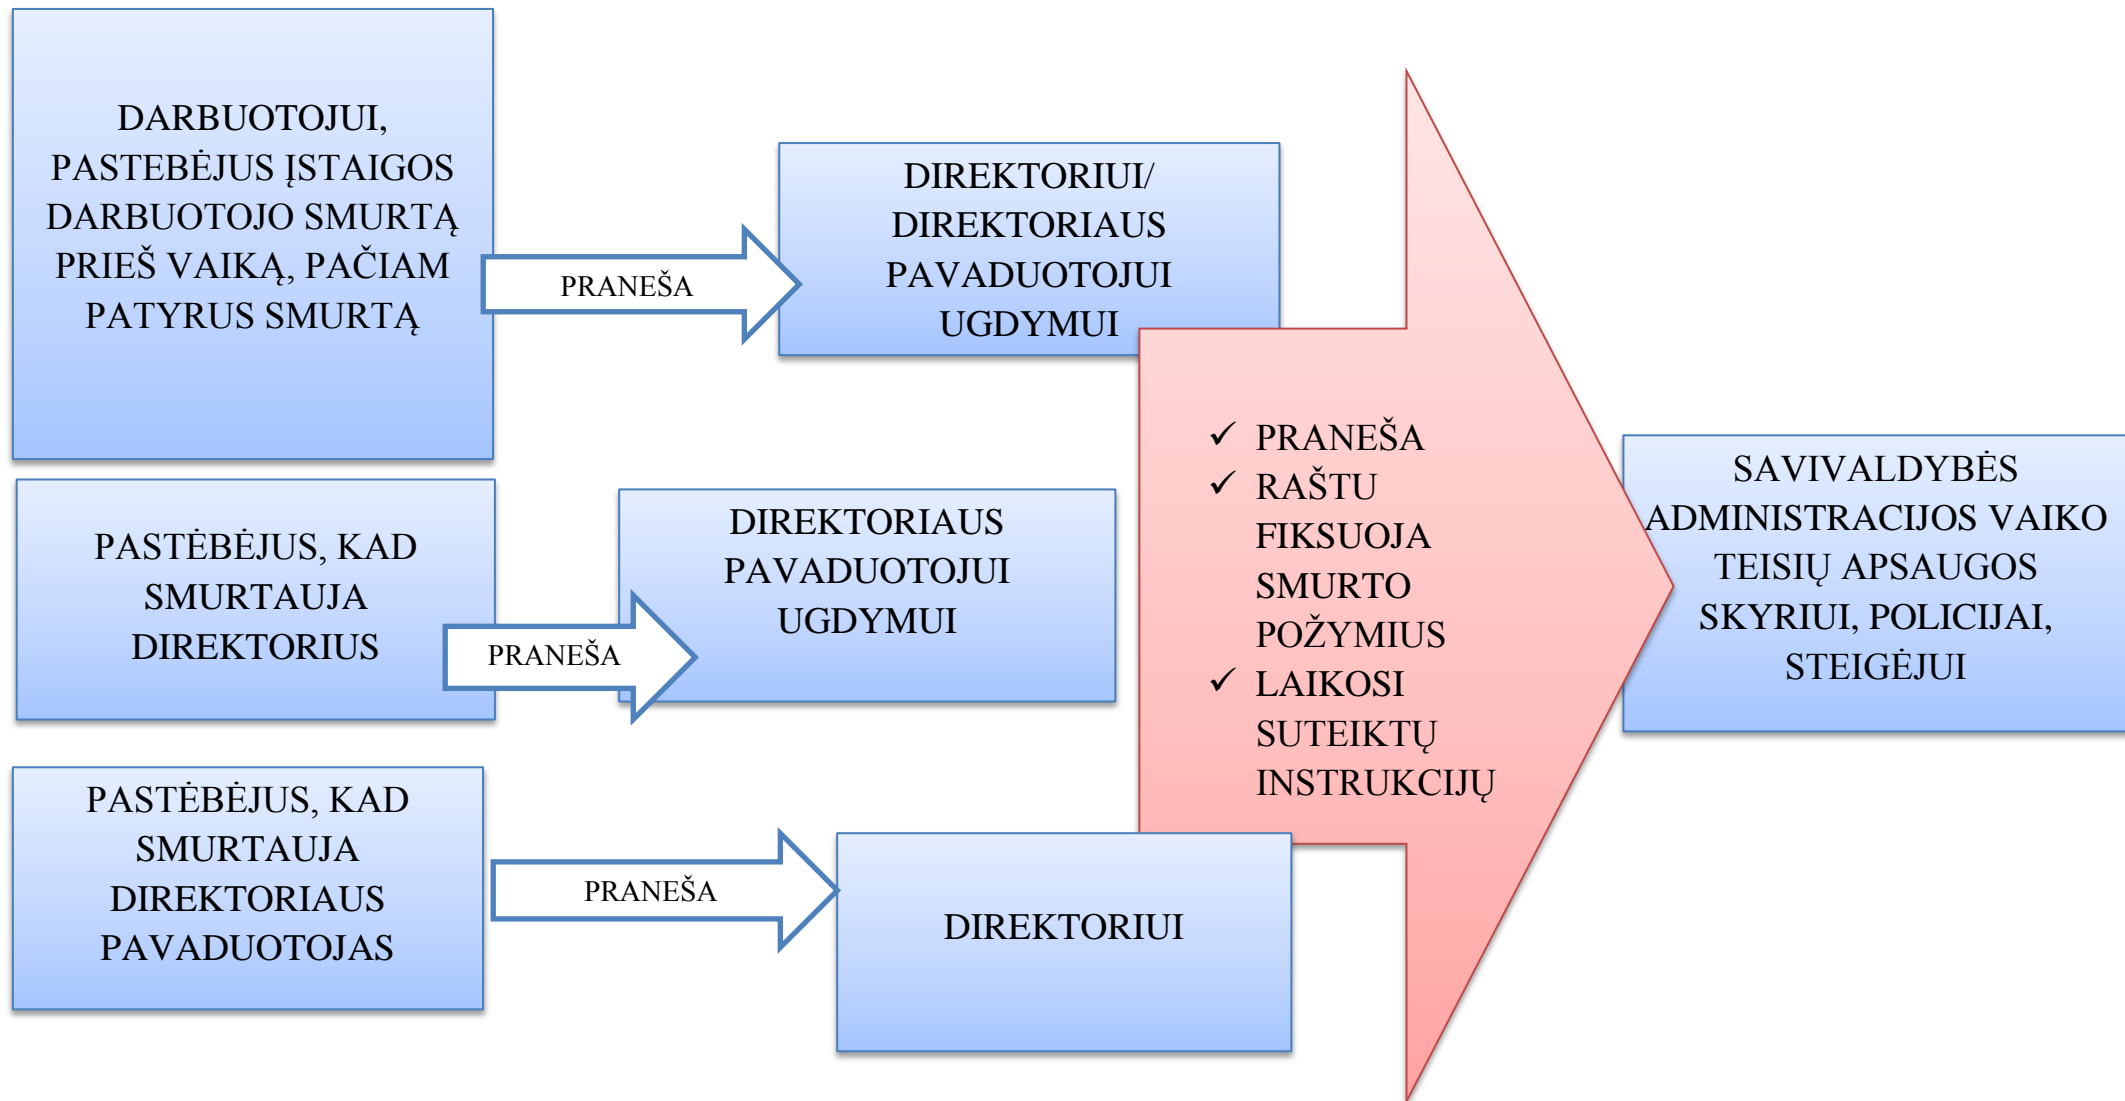 DARBUOTOJUI,
PASTEBĖJUS ĮSTAIGOS
DARBUOTOJO SMURTĄ
PRIEŠ VAIKĄ, PAČIAM
PATYRUS SMURTĄ
PRANEŠA
DIREKTORIUI/
DIREKTORIAUS
PAVADUOTOJUI
UGDYMUI
PASTĖBĖJUS, KAD
SMURTAUJA
DIREKTORIUS
PRANEŠA
DIREKTORIAUS
PAVADUOTOJUI
UGDYMUI
PASTĖBĖJUS, KAD
SMURTAUJA
DIREKTORIAUS
PAVADUOTOJAS
PRANEŠA
DIREKTORIUI
✓ PRANEŠA
✓ RAŠTU
FIKSUOJA
SMURTO
POŽYMIUS
✓ LAIKOSI
SUTEIKTŲ
INSTRUKCIJŲ
SAVIVALDYBĖS
ADMINISTRACIJOS VAIKO
TEISIŲ APSAUGOS
SKYRIUI, POLICIJAI,
STEIGĖJUI